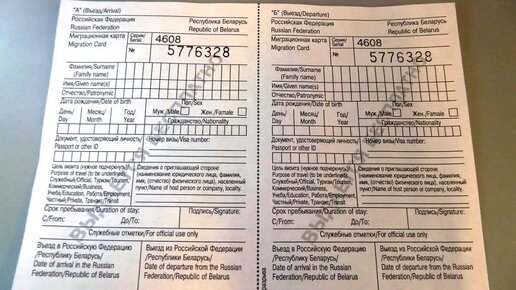 "А" (Въезд/Arrival)
Российская Федерация
Russian Federation
Республика Беларусь
Republic of Belarus
Миграционная карта
Migration Card
Серия/
Serial
4608
№ 5776328
Фамилия/Surname
(Family name)
Имя/Given name(s)
Отчество/Patronymic
Дата рождения/Date of birth
Пол/Sex
День/
Day
Месяц/
Month
Год/
Year
Муж./Male
Жен./Female
Гражданство/Nationality
Документ, удостоверяющий личность/
Passport or other ID
Номер визы/Visa number:
Цель визита (нужное подчеркнуть)/
Purpose of travel (to be underlined):
Служебный/Official, Туризм/Tourism,
Коммерческий/Business,
Учеба/Education, Работа/Employment,
Частный/Private, Транзит/Transit
Сведения о приглашающей стороне
(наименование юридического лица, фамилия,
имя, (отчество) физического лица), населенный
пункт/Name of host person or company, locality:
Срок пребывания/Duration of stay:
С/From:
До/To:
Подпись/Signature:
Служебные отметки/For official use only
Въезд в Российскую Федерацию/
Республику Беларусь/
Date of arrival in the Russian
Federation/Republic of Belarus
Выезд из Российской Федерации/
Республики Беларусь/
Date of departure from the Russian
Federation/Republic of Belarus
ВЫДАЕТСЯ БЕСПЛАТНО
"Б" (Выезд/Departure)
Российская Федерация
Russian Federation
Республика Беларусь
Republic of Belarus
Миграционная карта
Migration Card
Серия/
Serial
4608
№ 5776328
Фамилия/Surname
(Family name)
Имя/Given name(s)
Отчество/Patronymic
Дата рождения/Date of birth
Пол/Sex
День/
Day
Месяц/
Month
Год/
Year
Муж./Male
Жен./Female
Гражданство/Nationality
Документ, удостоверяющий личность/
Passport or other ID
Номер визы/Visa number:
Цель визита (нужное подчеркнуть)/
Purpose of travel (to be underlined):
Служебный/Official, Туризм/Tourism,
Коммерческий/Business,
Учеба/Education, Работа/Employment,
Частный/Private, Транзит/Transit
Сведения о приглашающей стороне
(наименование юридического лица, фамилия,
имя, (отчество) физического лица), населенный
пункт/Name of host person or company, locality:
Срок пребывания/Duration of stay:
С/From:
До/To:
Подпись/Signature:
Служебные отметки/For official use only
Въезд в Российскую Федерацию/
Республику Беларусь/
Date of arrival in the Russian
Federation/Republic of Belarus
Выезд из Российской Федерации/
Республики Беларусь/
Date of departure from the Russian
Federation/Republic of Belarus
ВЫДАЕТСЯ БЕСПЛАТНО